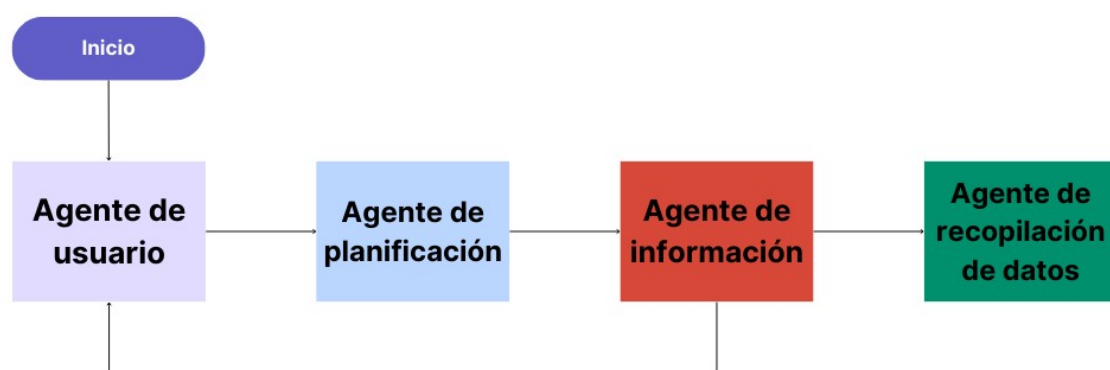 Inicio
Agente de
usuario
Agente de
planificación
Agente de
información
Agente de
recopilación
de datos